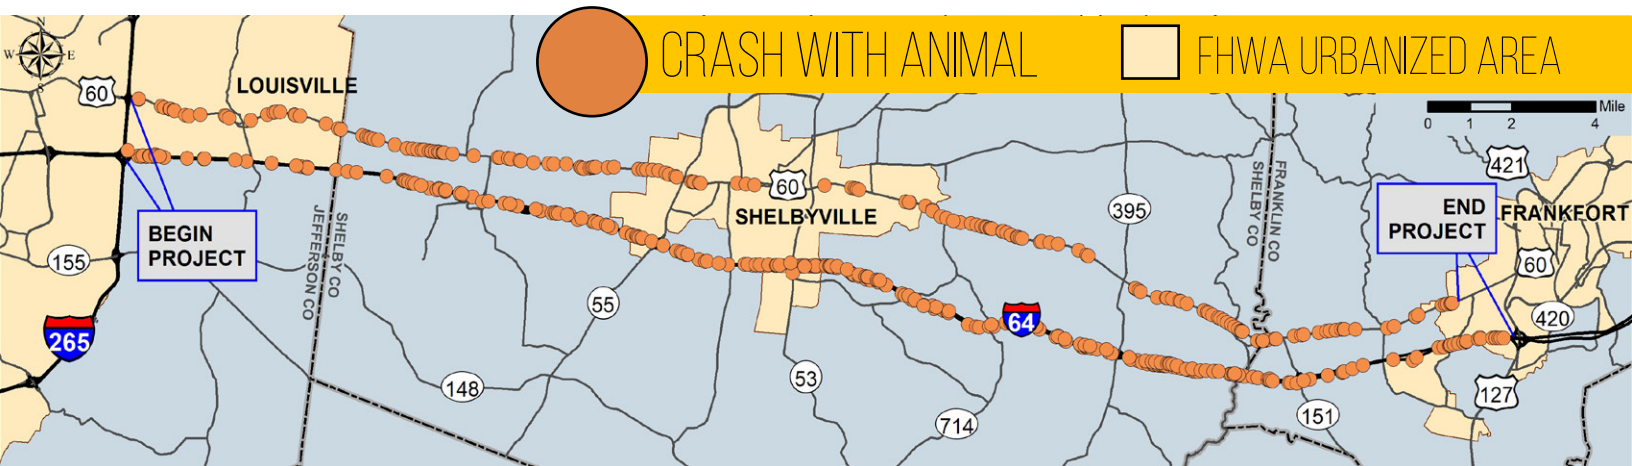 CRASH WITH ANIMAL
FHWA URBANIZED AREA
N
W
E
S
60
LOUISVILLE
Mile
0
1
2
4
421
FRANKLIN CO
SHELBY CO
60
SHELBYVILLE
395
END
PROJECT
FRANKFORT
BEGIN
PROJECT
SHELBY CO
JEFFERSON CO
155
60
55
64
420
265
53
148
127
151
714